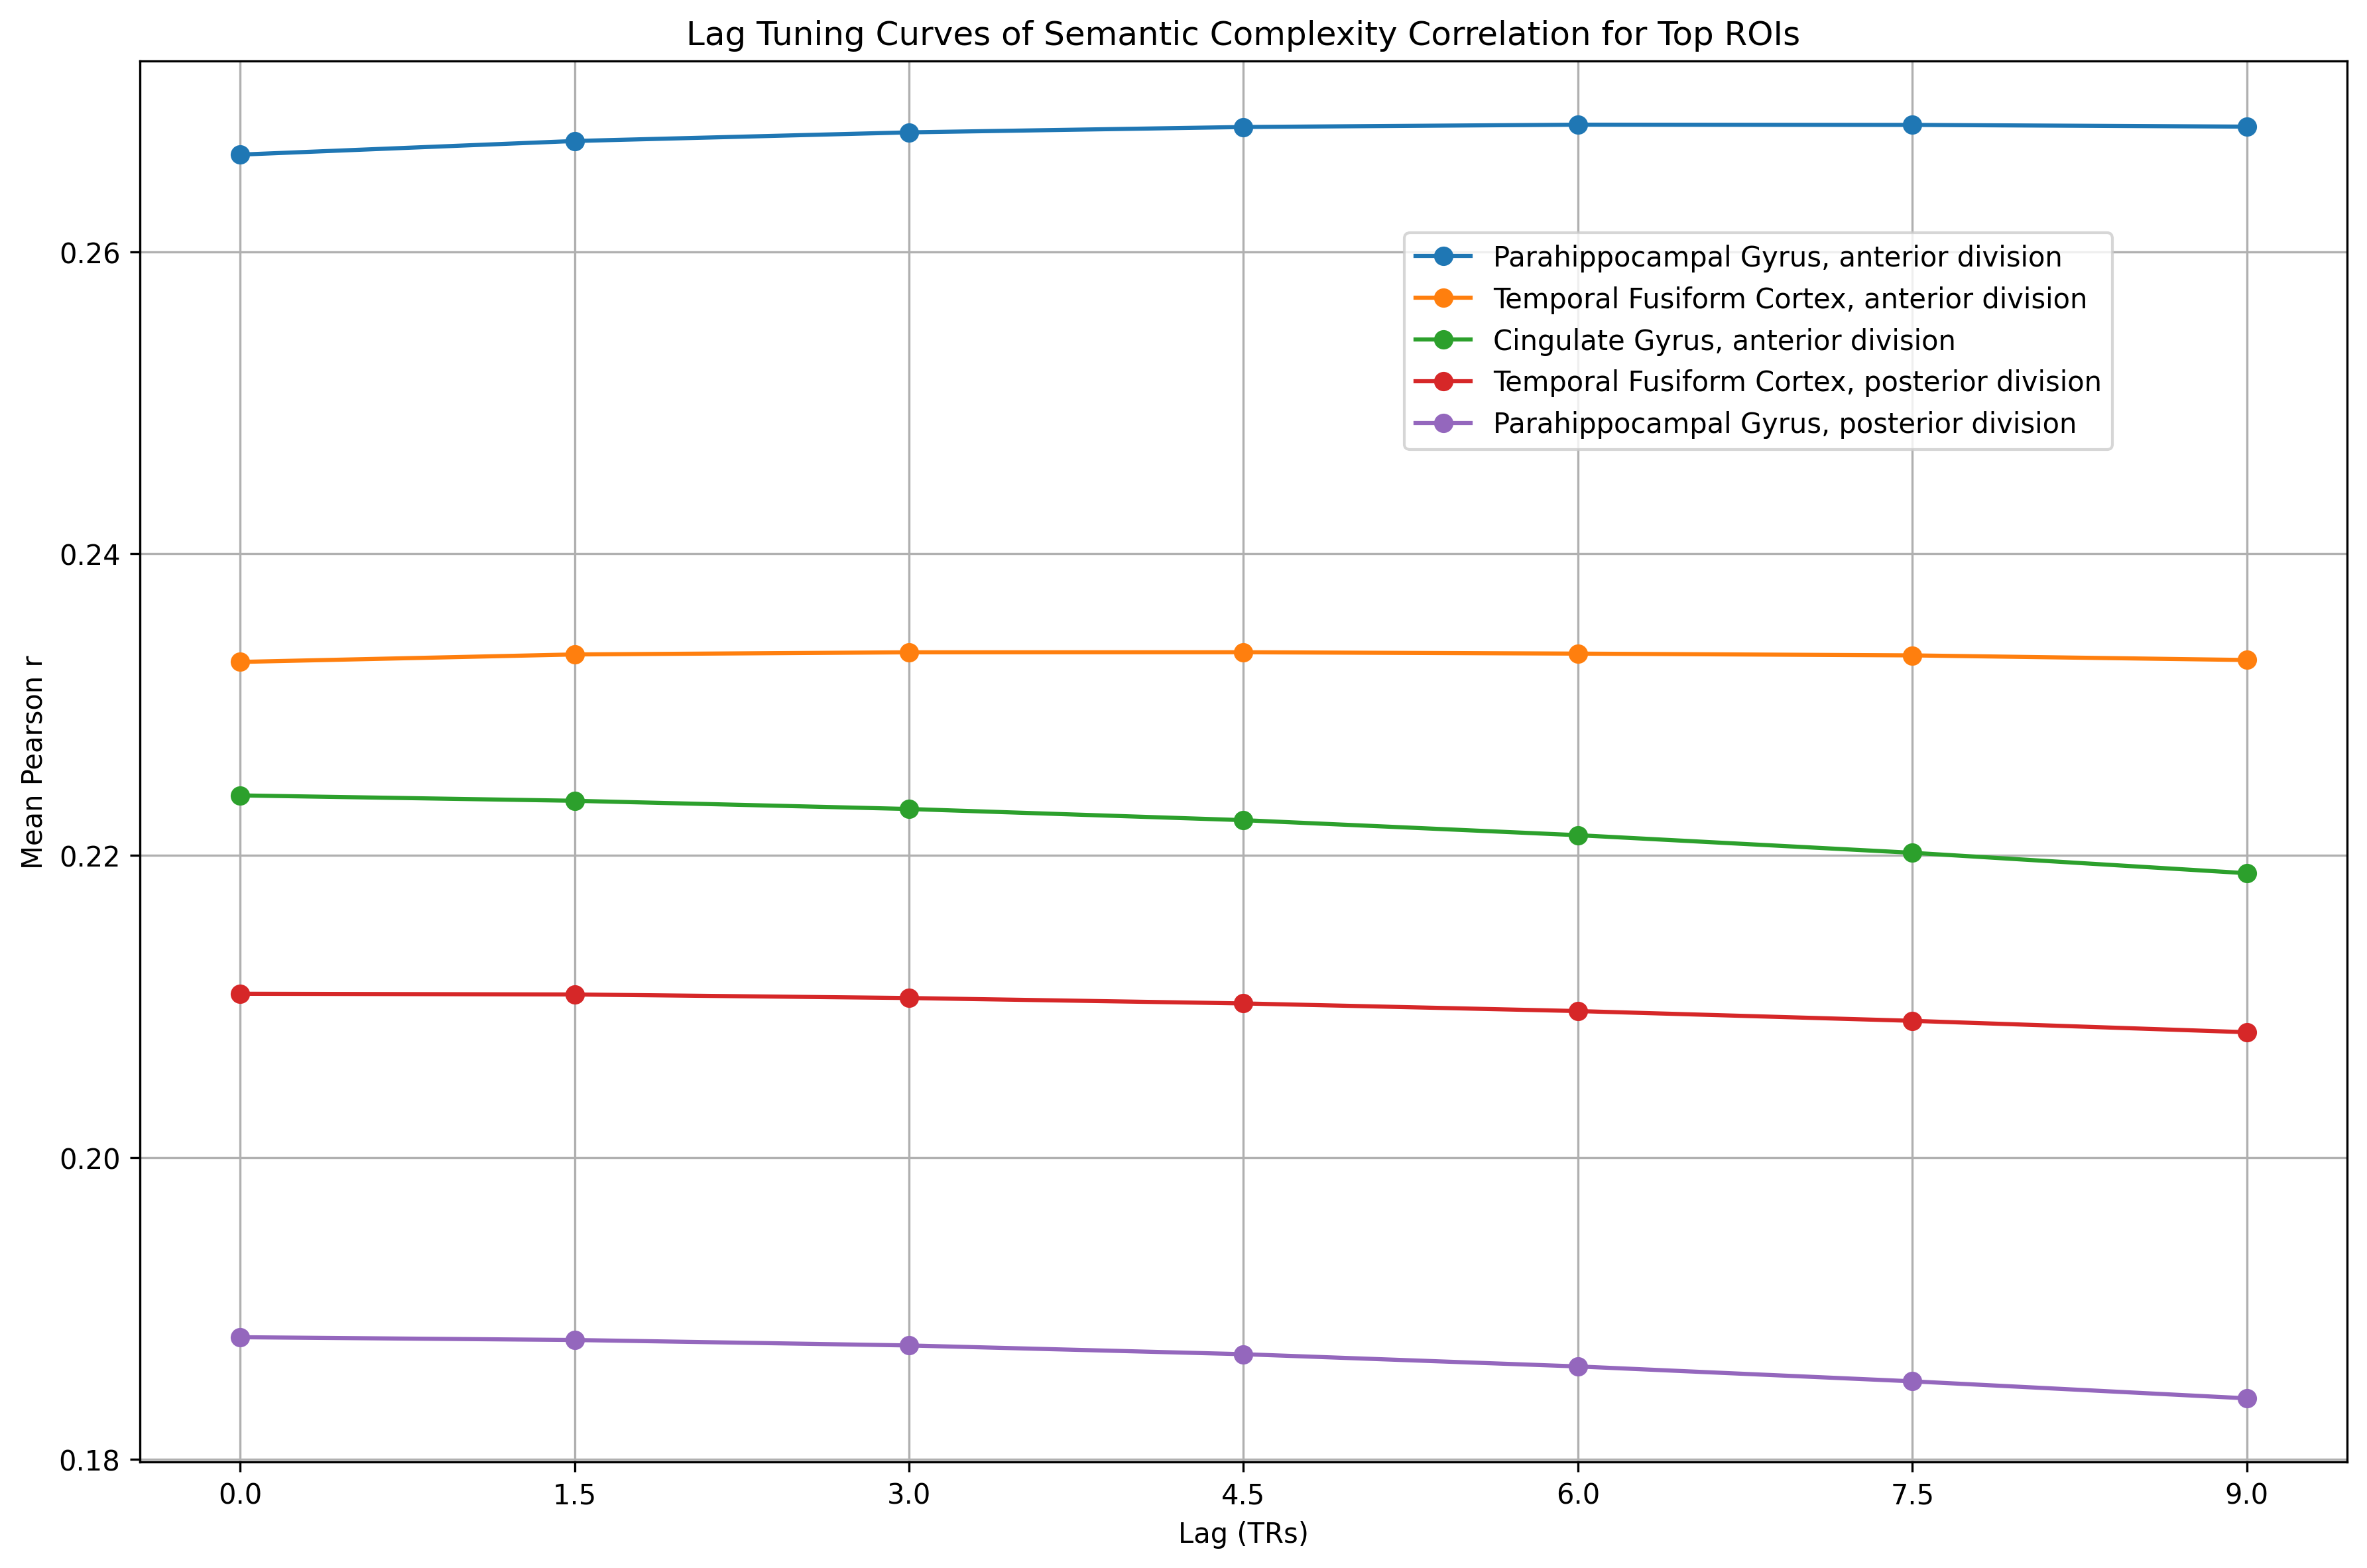 Lag Tuning Curves of Semantic Complexity Correlation for Top ROIs
Mean Pearson r
0.26
0.24
0.22
0.20
0.18
Parahippocampal Gyrus, anterior division
Temporal Fusiform Cortex, anterior division
Cingulate Gyrus, anterior division
Temporal Fusiform Cortex, posterior division
Parahippocampal Gyrus, posterior division
0.0 1.5 3.0 4.5 6.0 7.5 9.0
Lag (TRs)